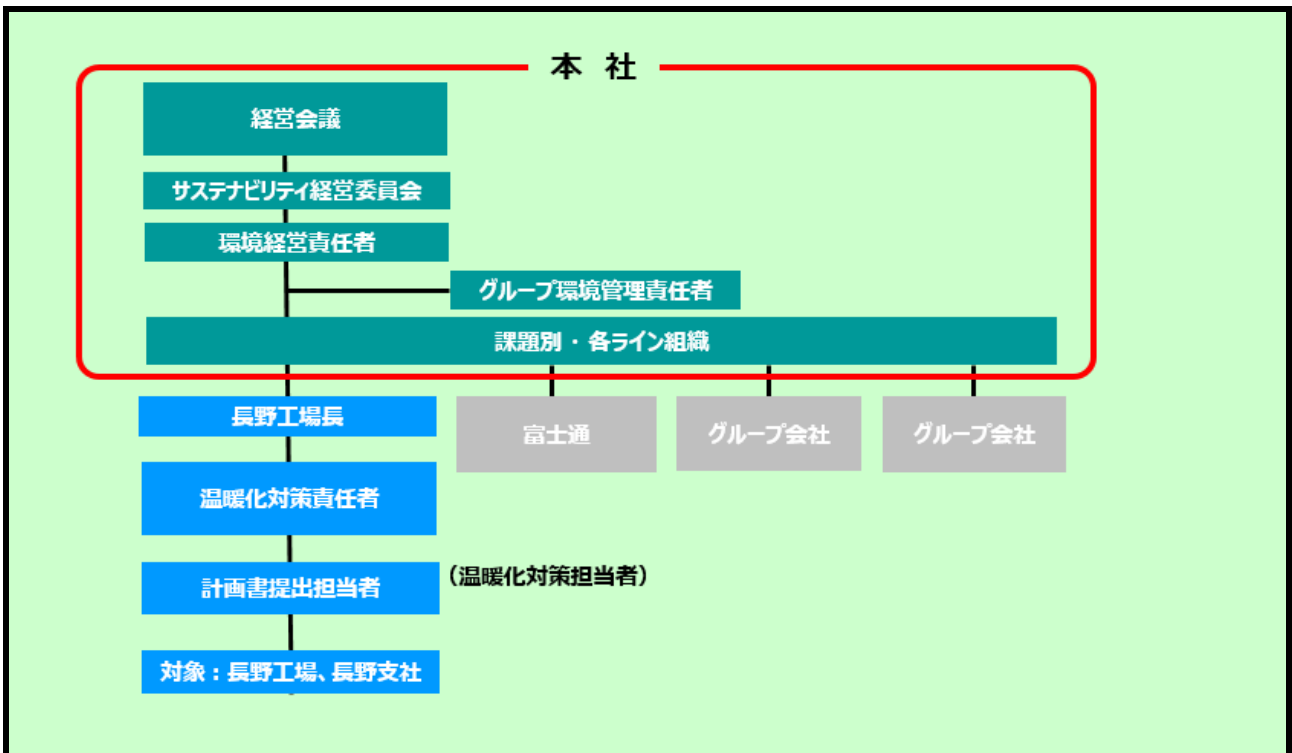 本 社
経営会議
サステナビリティ経営委員会
環境経営責任者
グループ環境管理責任者
課題別 ・ 各ライン組織
長野工場長
富士通
グループ会社
グループ会社
温暖化対策責任者
計画書提出担当者
（温暖化対策担当者）
対象：長野工場、長野支社